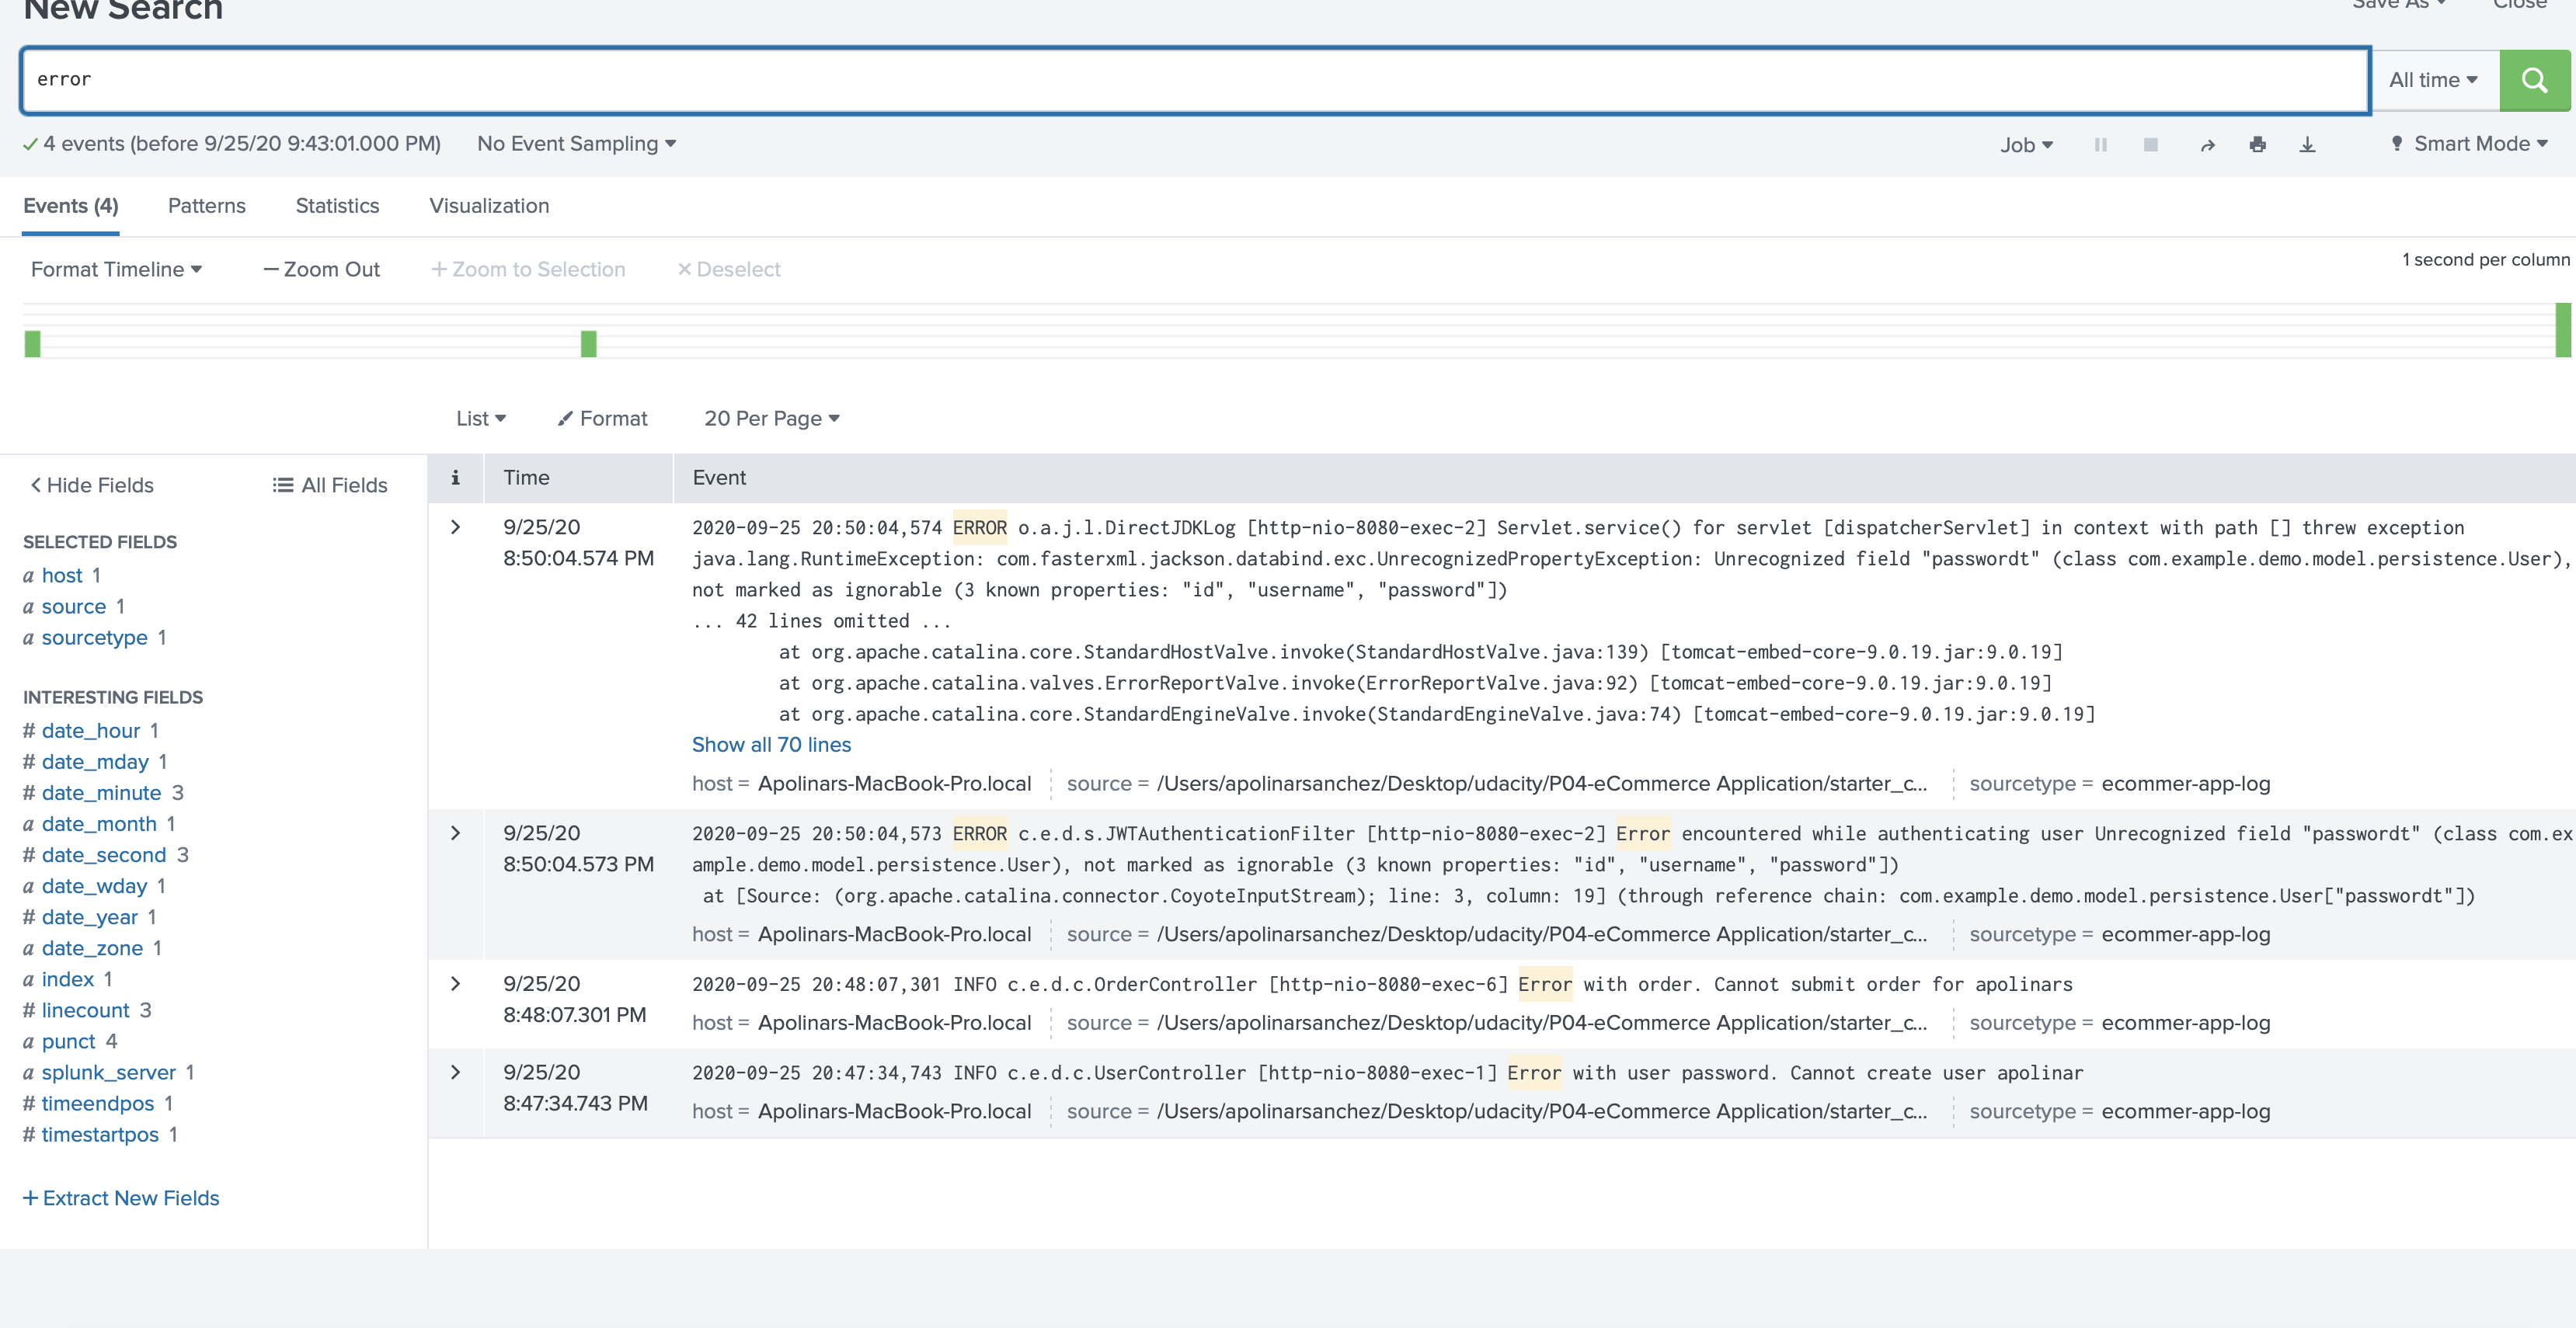 New Search
Save As
Close
error
All time
4 events (before 9/25/20 9:43:01.000 PM)
No Event Sampling
Job
Smart Mode
Events (4)
Patterns
Statistics
Visualization
Format Timeline
— Zoom Out
+ Zoom to Selection
× Deselect
1 second per column
List
Format
20 Per Page
< Hide Fields
All Fields
SELECTED FIELDS
a host 1
a source 1
a sourcetype 1
INTERESTING FIELDS
# date_hour 1
# date_mday 1
# date_minute 3
a date_month 1
# date_second 3
a date_wday 1
# date_year 1
a date_zone 1
a index 1
# linecount 3
a punct 4
a splunk_server 1
# timeendpos 1
# timestartpos 1
+ Extract New Fields
i
Time
Event
9/25/20
8:50:04.574 PM
2020-09-25 20:50:04,574 ERROR o.a.j.l.DirectJDKLog [http-nio-8080-exec-2] Servlet.service() for servlet [dispatcherServlet] in context with path [] threw exception
java.lang.RuntimeException: com.fasterxml.jackson.databind.exc.UnrecognizedPropertyException: Unrecognized field "passwordt" (class com.example.demo.model.persistence.User),
not marked as ignorable (3 known properties: "id", "username", "password"])
... 42 lines omitted ...
at org.apache.catalina.core.StandardHostValve.invoke(StandardHostValve.java:139) [tomcat-embed-core-9.0.19.jar:9.0.19]
at org.apache.catalina.valves.ErrorReportValve.invoke(ErrorReportValve.java:92) [tomcat-embed-core-9.0.19.jar:9.0.19]
at org.apache.catalina.core.StandardEngineValve.invoke(StandardEngineValve.java:74) [tomcat-embed-core-9.0.19.jar:9.0.19]
Show all 70 lines
host = Apolinars-MacBook-Pro.local source = /Users/apolinarsanchez/Desktop/udacity/P04-eCommerce Application/starter_c... sourcetype = ecommer-app-log
9/25/20
8:50:04.573 PM
2020-09-25 20:50:04,573 ERROR c.e.d.s.JWTAuthenticationFilter [http-nio-8080-exec-2] Error encountered while authenticating user Unrecognized field "passwordt" (class com.ex
ample.demo.model.persistence.User), not marked as ignorable (3 known properties: "id", "username", "password"])
at [Source: (org.apache.catalina.connector.CoyoteInputStream); line: 3, column: 19] (through reference chain: com.example.demo.model.persistence.User["passwordt"])
host = Apolinars-MacBook-Pro.local source = /Users/apolinarsanchez/Desktop/udacity/P04-eCommerce Application/starter_c... sourcetype = ecommer-app-log
9/25/20
8:48:07.301 PM
2020-09-25 20:48:07,301 INFO c.e.d.c.OrderController [http-nio-8080-exec-6] Error with order. Cannot submit order for apolinars
host = Apolinars-MacBook-Pro.local source = /Users/apolinarsanchez/Desktop/udacity/P04-eCommerce Application/starter_c... sourcetype = ecommer-app-log
9/25/20
8:47:34.743 PM
2020-09-25 20:47:34,743 INFO c.e.d.c.UserController [http-nio-8080-exec-1] Error with user password. Cannot create user apolinar
host = Apolinars-MacBook-Pro.local source = /Users/apolinarsanchez/Desktop/udacity/P04-eCommerce Application/starter_c... sourcetype = ecommer-app-log